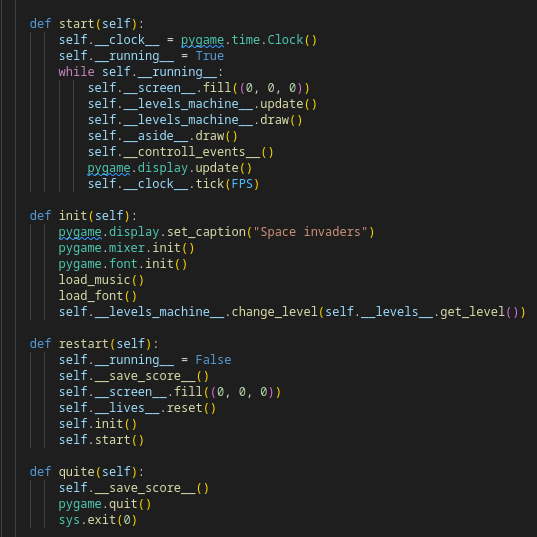 def start(self):
self.__clock__ = pygame.time.Clock()
self.__running__ = True
while self.__running__:
self.__screen__.fill((0, 0, 0))
self.__levels_machine__.update()
self.__levels_machine__.draw()
self.__aside__.draw()
self.__controll_events__()
pygame.display.update()
self.__clock__.tick(FPS)
def init(self):
pygame.display.set_caption("Space invaders")
pygame.mixer.init()
pygame.font.init()
load_music()
load_font()
self.__levels_machine__.change_level(self.__levels__.get_level())
def restart(self):
self.__running__ = False
self.__save_score__()
self.__screen__.fill((0, 0, 0))
self.__lives__.reset()
self.init()
self.start()
def quite(self):
self.__save_score__()
pygame.quit()
sys.exit(0)